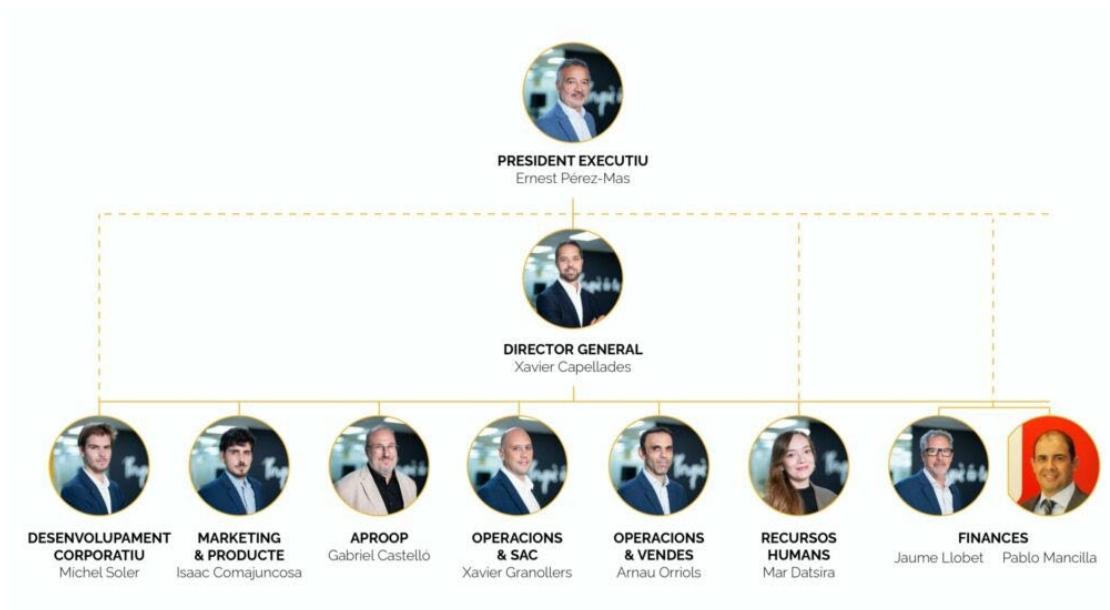 PRESIDENT EXECUTIU
Ernest Pérez-Mas
DIRECTOR GENERAL
Xavier Capellades
DESENVOLUPAMENT
CORPORATIU
Michel Soler
MARKETING
& PRODUCTE
Isaac Comajuncosa
APROOP
Gabriel Castelló
OPERACIONS
& SAC
Xavier Granollers
OPERACIONS
& VENDES
Arnau Orriols
RECURSOS
HUMANS
Mar Datsira
FINANCES
Jaume Llobet
Pablo Mancilla